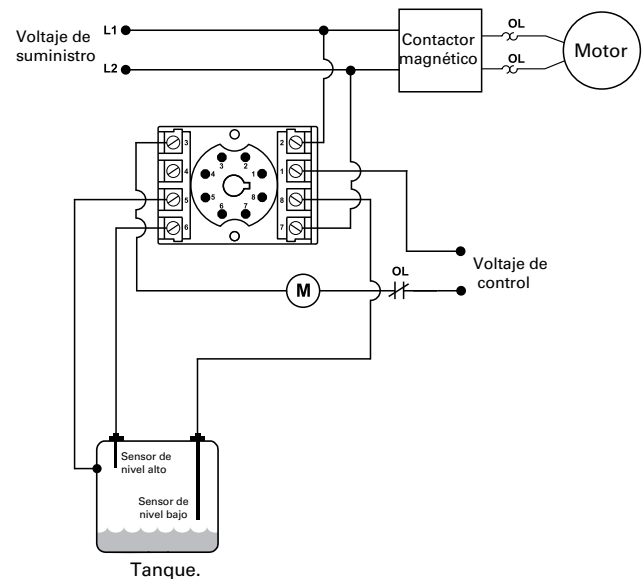 Voltaje de
suministro
L1
L2
Contactor
magnético
OL
OL
Motor
3
4
5
6
2
1
8
7
3
2
4
1
5
8
6
7
Voltaje de
control
OL
M
Sensor de
nivel alto
Sensor de
nivel bajo
Tanque.